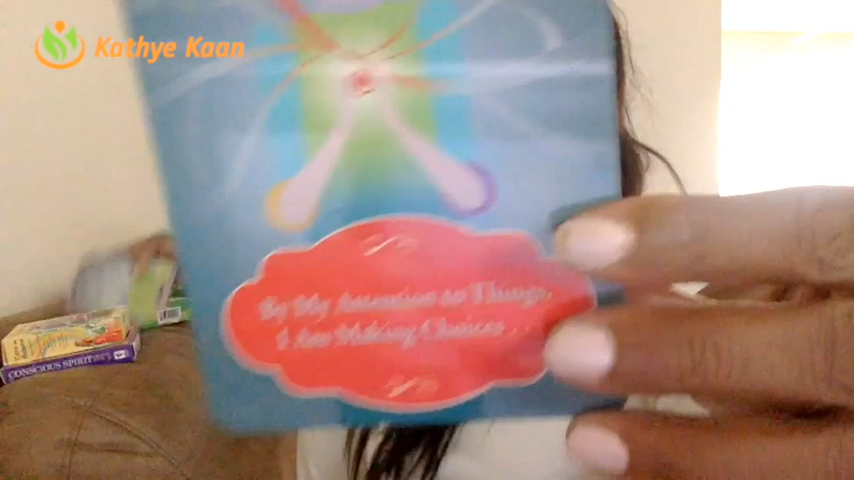 Kathye Kaan
By My Attention to Things,
I Am Making Choices . . .
CONSCIOUS SPIRIT